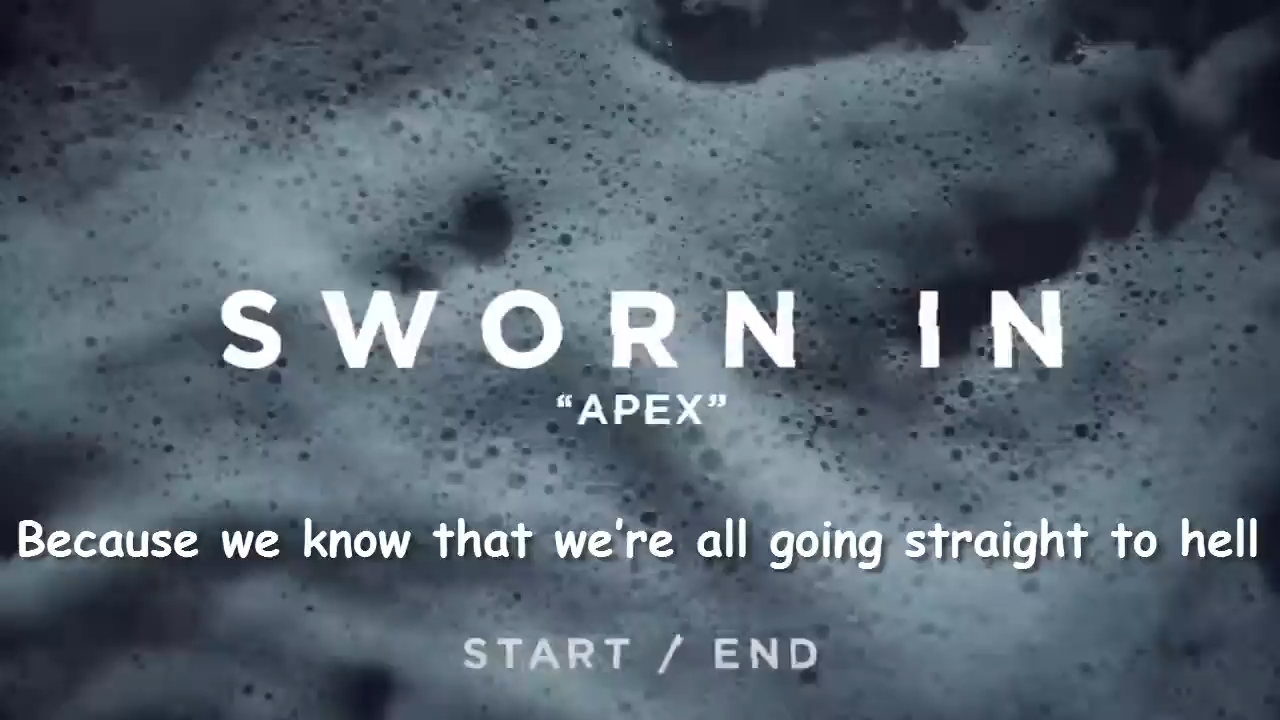 SWORN IN
“APEX”
Because we know that we're all going straight to hell
START / END